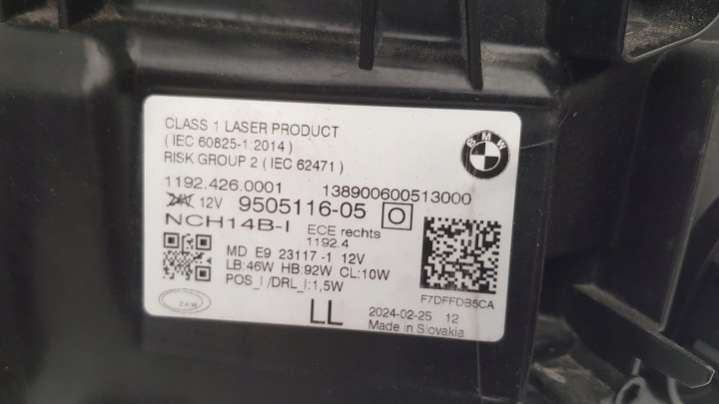 CLASS 1 LASER PRODUCT
( IEC 60825-1:2014 )
RISK GROUP 2 ( IEC 62471 )
BMW
1192.426.0001 138900600513000
24V 12V 9505116-05 O
NCH14B-I ECE rechts
1192.4
MD E9 23117 -1 12V
LB:46W HB:92W CL:10W
POS_I /DRL_I:1,5W
F7DFFDB5CA
ZKW
LL 2024-02-25 12
Made in Slovakia